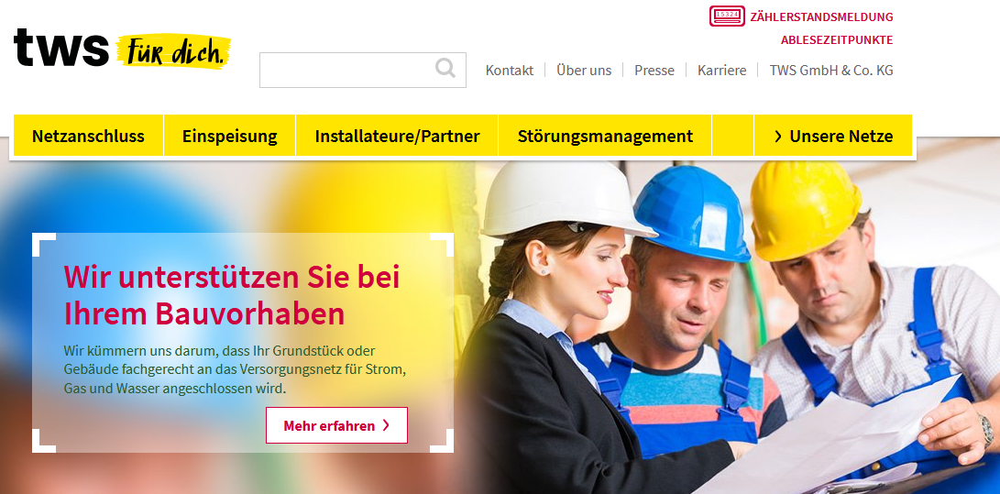 15324 ZÄHLERSTANDSMELDUNG
ABLESEZEITPUNKTE
tws Für dich.
Kontakt Über uns Presse Karriere TWS GmbH & Co. KG
Netzanschluss Einspeisung Installateure/Partner Störungsmanagement Unsere Netze
Wir unterstützen Sie bei
Ihrem Bauvorhaben
Wir kümmern uns darum, dass Ihr Grundstück oder
Gebäude fachgerecht an das Versorgungsnetz für Strom,
Gas und Wasser angeschlossen wird.
Mehr erfahren